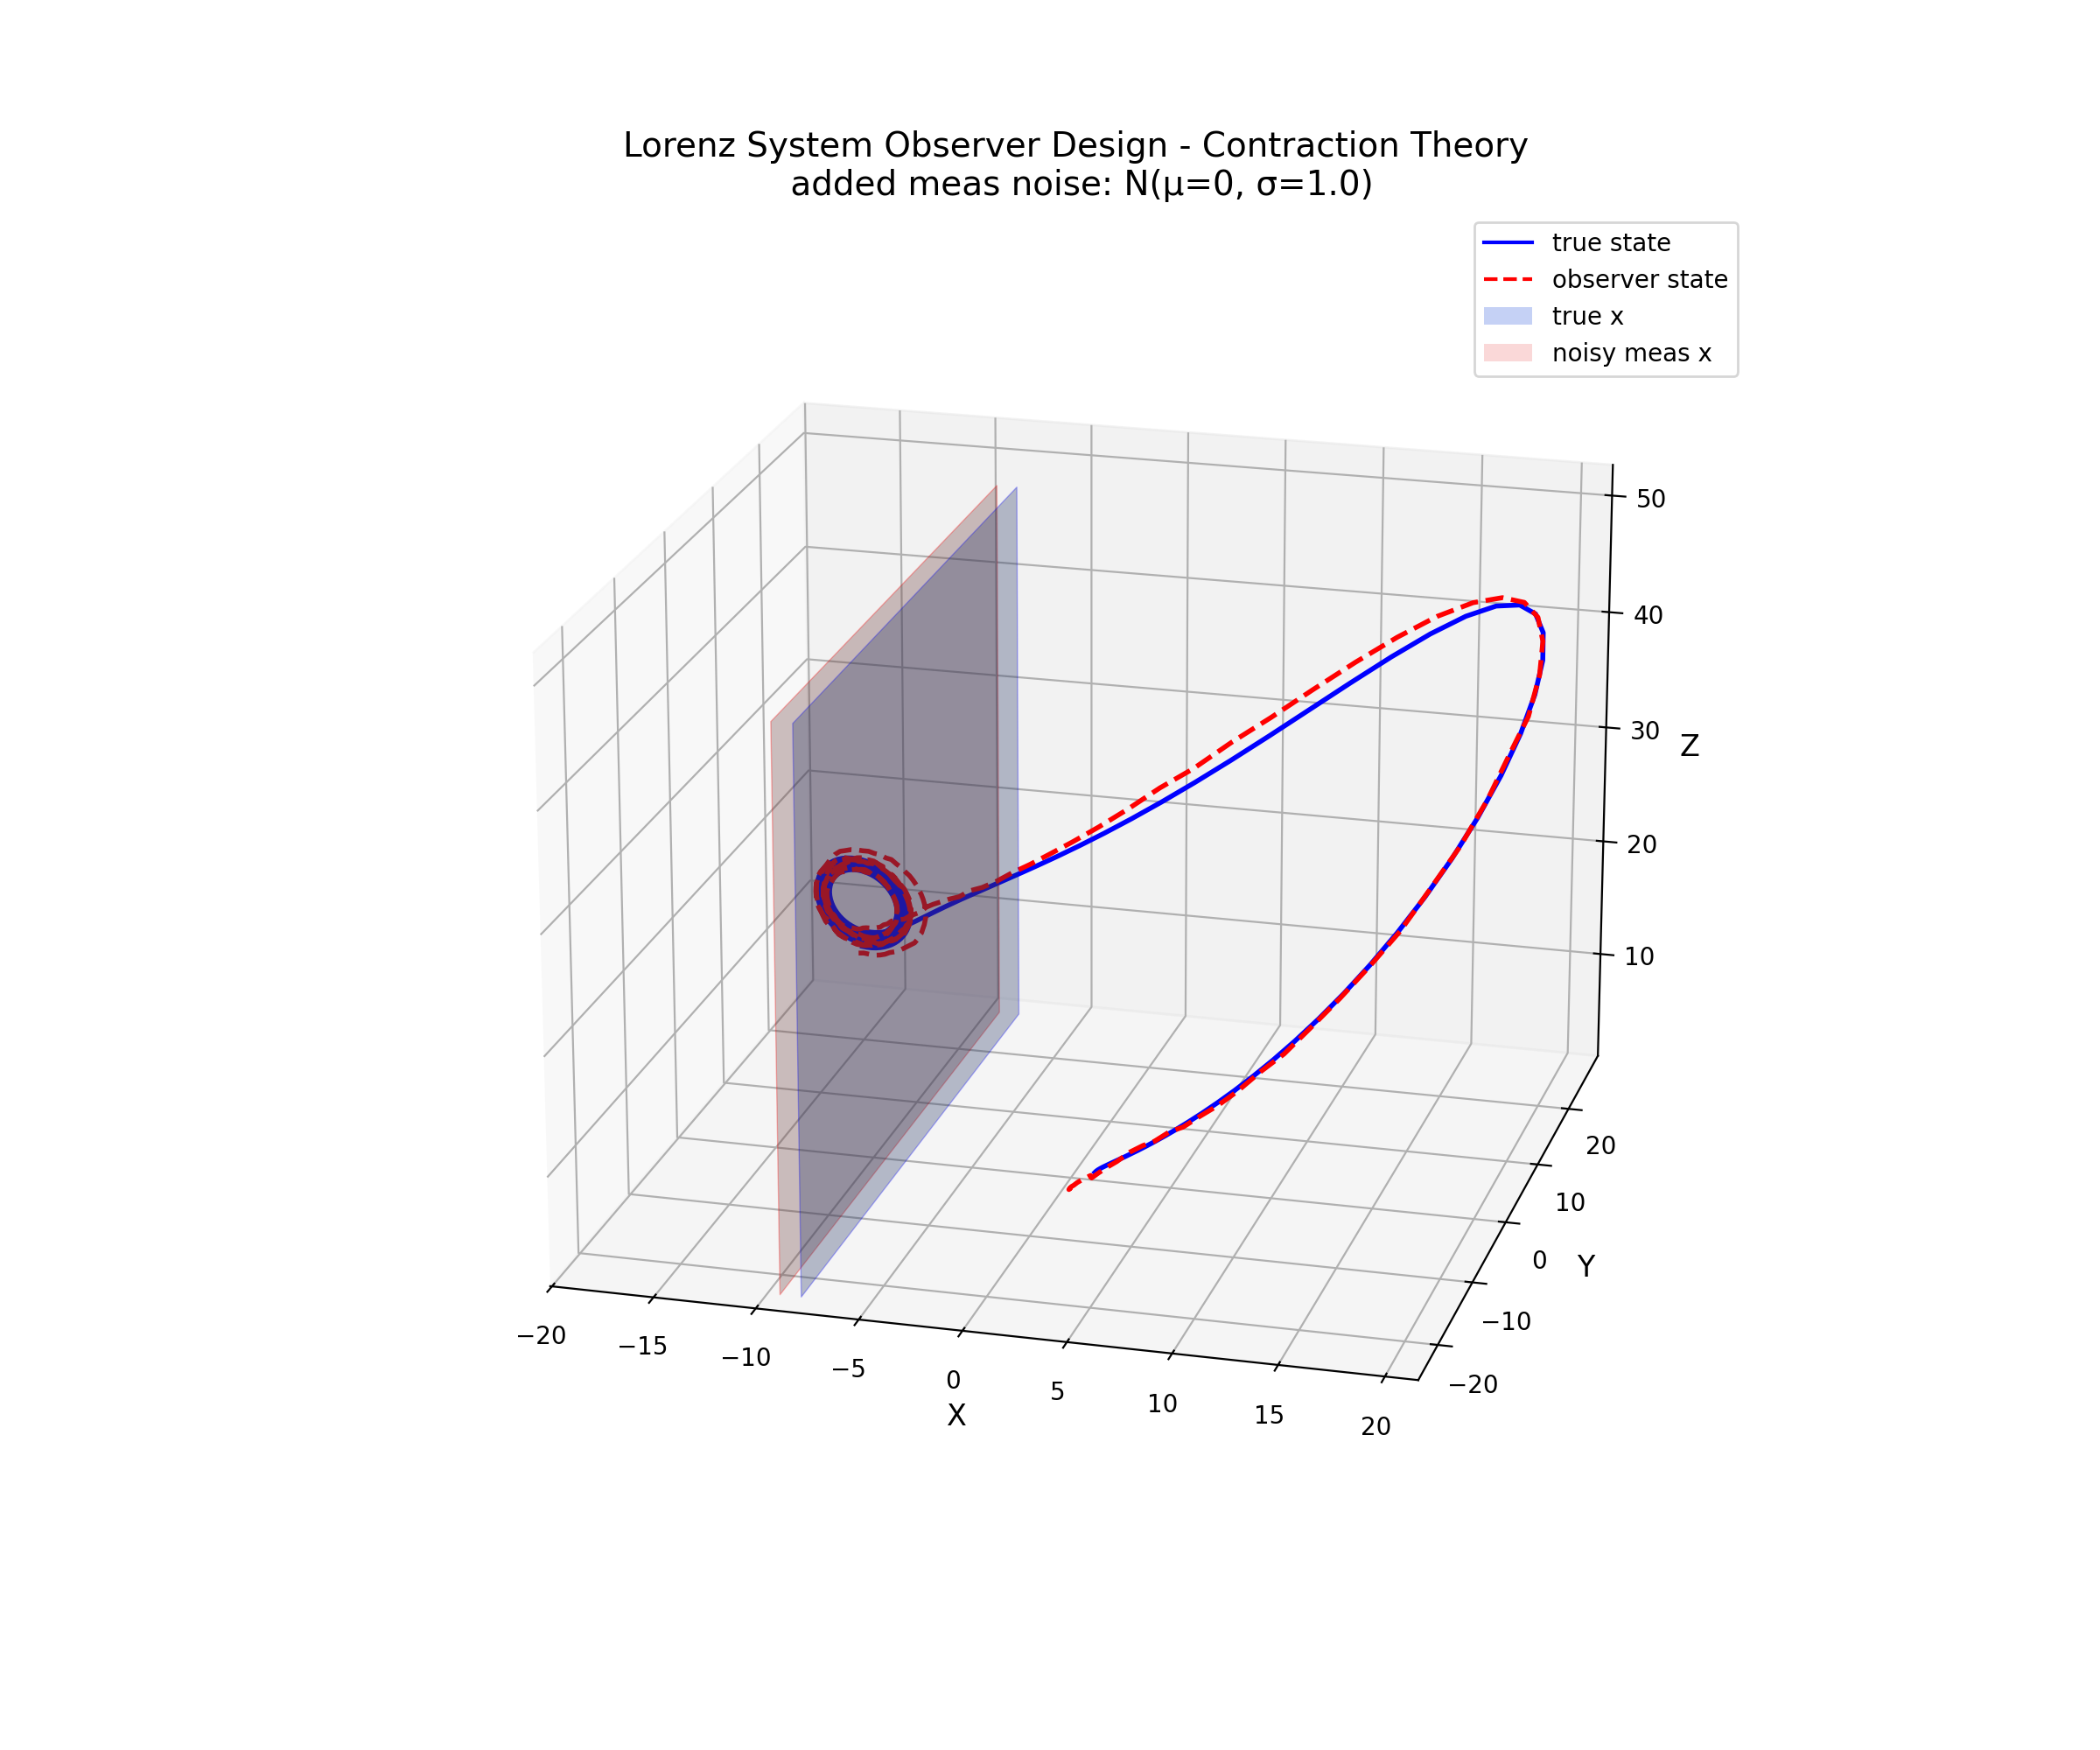 Lorenz System Observer Design - Contraction Theory
added meas noise: N(μ=0, σ=1.0)
true state
observer state
true x
noisy meas x
50
40
30
Z
20
10
20
10
0
Y
−10
−20
−20
−15
−10
−5
0
5
10
15
20
X